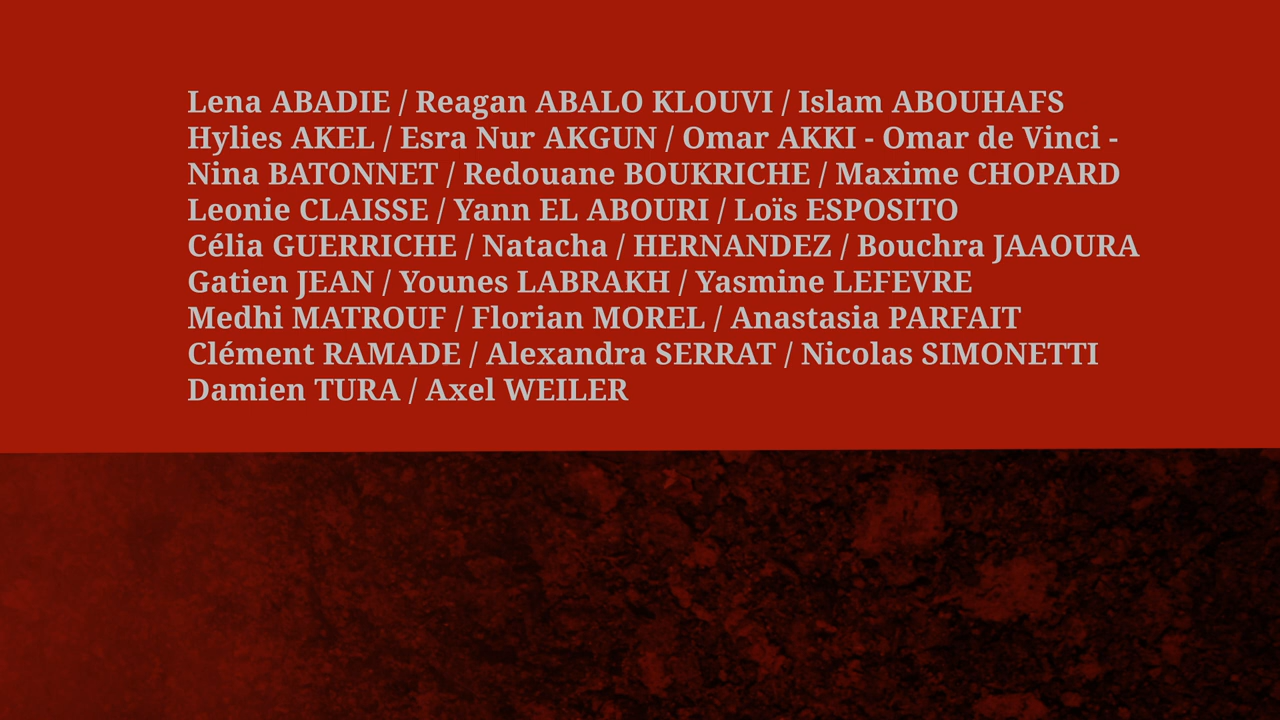 Lena ABADIE / Reagan ABALO KLOUVI / Islam ABOUHAFS
Hylies AKEL / Esra Nur AKGUN / Omar AKKI - Omar de Vinci -
Nina BATONNET / Redouane BOUKRICHE / Maxime CHOPARD
Leonie CLAISSE / Yann EL ABOURI / Loïs ESPOSITO
Célia GUERRICHE / Natacha / HERNANDEZ / Bouchra JAAOURA
Gatien JEAN / Younes LABRAKH / Yasmine LEFEVRE
Medhi MATROUF / Florian MOREL / Anastasia PARFAIT
Clément RAMADE / Alexandra SERRAT / Nicolas SIMONETTI
Damien TURA / Axel WEILER